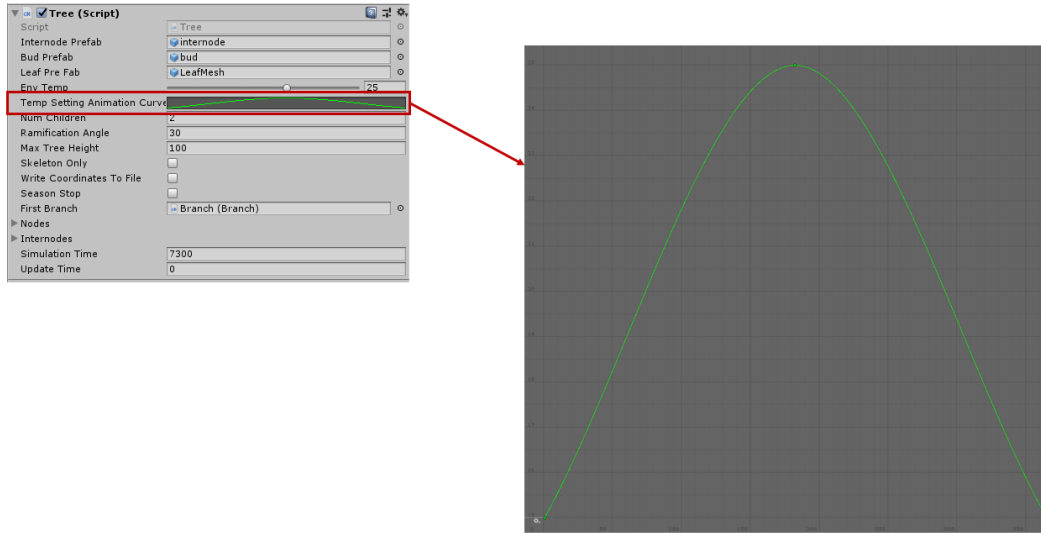 Tree (Script)
Script Tree
Internode Prefab internode
Bud Prefab bud
Leaf Pre Fab LeafMesh
Env Temp 25
Temp Setting Animation Curve
Num Children 2
Ramification Angle 30
Max Tree Height 100
Skeleton Only
Write Coordinates To File
Season Stop
First Branch Branch (Branch)
Nodes
Internodes
Simulation Time 7300
Update Time 0